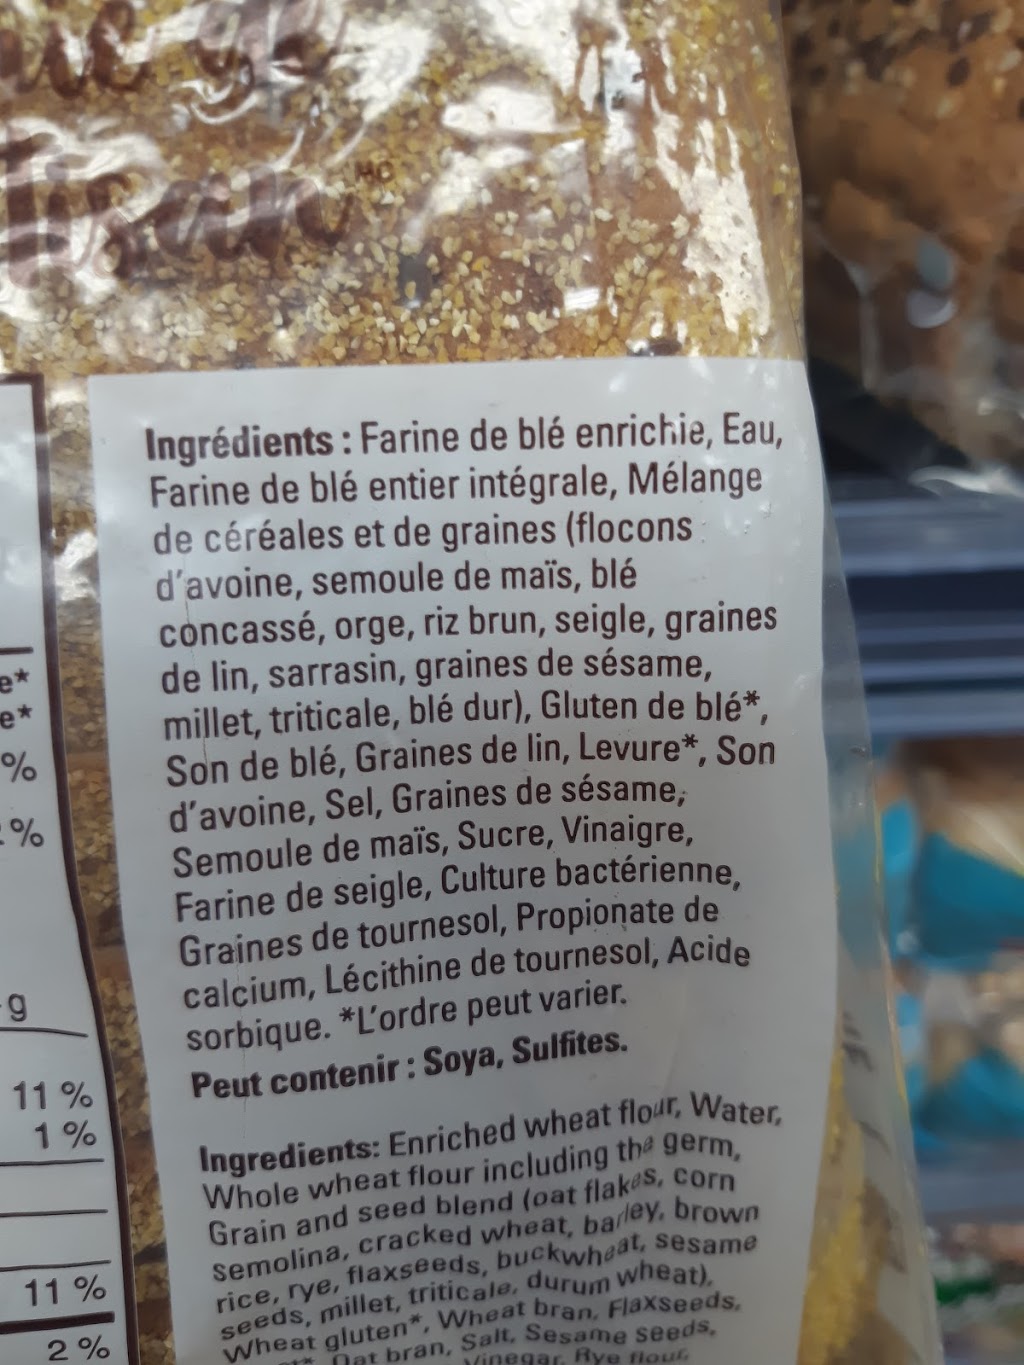 tisan MC
Ingrédients : Farine de blé enrichie, Eau,
Farine de blé entier intégrale, Mélange
de céréales et de graines (flocons
d'avoine, semoule de maïs, blé
concassé, orge, riz brun, seigle, graines
de lin, sarrasin, graines de sésame,
millet, triticale, blé dur), Gluten de blé*,
Son de blé, Graines de lin, Levure*, Son
d'avoine, Sel, Graines de sésame,
Semoule de maïs, Sucre, Vinaigre,
Farine de seigle, Culture bactérienne,
Graines de tournesol, Propionate de
calcium, Lécithine de tournesol, Acide
sorbique. *L'ordre peut varier.
Peut contenir : Soya, Sulfites.
Ingredients: Enriched wheat flour, Water,
Whole wheat flour including the germ,
Grain and seed blend (oat flakes, corn
semolina, cracked wheat, barley, brown
rice, rye, flaxseeds, buckwheat, sesame
seeds, millet, triticale, durum wheat),
Wheat gluten*, Wheat bran, Flaxseeds,
Oat bran, Salt, Sesame seeds,
Vinegar, Rye flour,
e*
e*
%
%
g
11 %
1 %
11 %
2 %